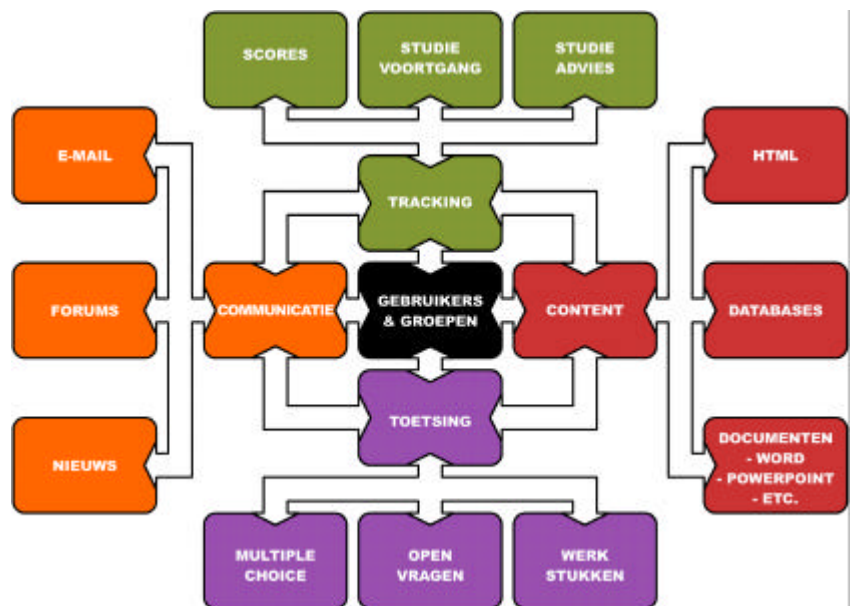 SCORES
STUDIE
VOORTGANG
STUDIE
ADVIES
E-MAIL
HTML
TRACKING
FORUMS
COMMUNICATIE
GEBRUIKERS
& GROEPEN
CONTENT
DATABASES
TOETSING
NIEUWS
DOCUMENTEN
- WORD
- POWERPOINT
- ETC.
MULTIPLE
CHOICE
OPEN
VRAGEN
WERK
STUKKEN